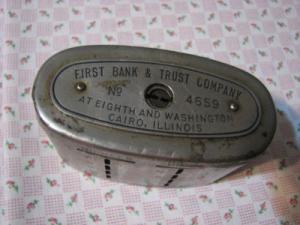 FIRST BANK & TRUST COMPANY
No 4659
AT EIGHTH AND WASHINGTON
CAIRO, ILLINOIS